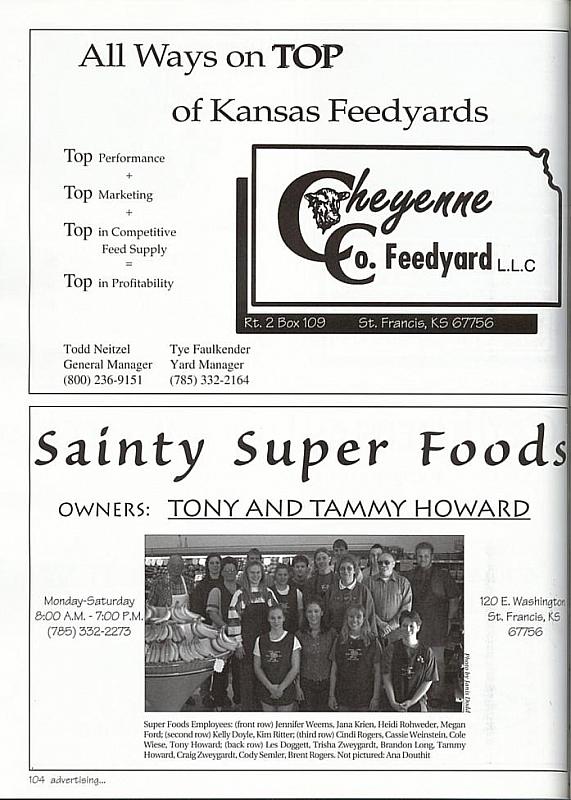 All Ways on TOP
of Kansas Feedyards
Top Performance
+
Top Marketing
+
Top in Competitive
Feed Supply
=
Top in Profitability
Cheyenne
Co. Feedyard L.L.C
Rt. 2 Box 109 St. Francis, KS 67756
Todd Neitzel
General Manager
(800) 236-9151
Tye Faulkender
Yard Manager
(785) 332-2164
Sainty Super Foods
OWNERS: TONY AND TAMMY HOWARD
Monday-Saturday
8:00 A.M. - 7:00 P.M.
(785) 332-2273
120 E. Washington
St. Francis, KS
67756
Photo by Janis Dodd
Super Foods Employees: (front row) Jennifer Weems, Jana Krien, Heidi Rohweder, Megan
Ford; (second row) Kelly Doyle, Kim Ritter; (third row) Cindi Rogers, Cassie Weinstein, Cole
Wiese, Tony Howard; (back row) Les Doggett, Trisha Zweygardt, Brandon Long, Tammy
Howard, Craig Zweygardt, Cody Semler, Brent Rogers. Not pictured: Ana Douthit
104 advertising...